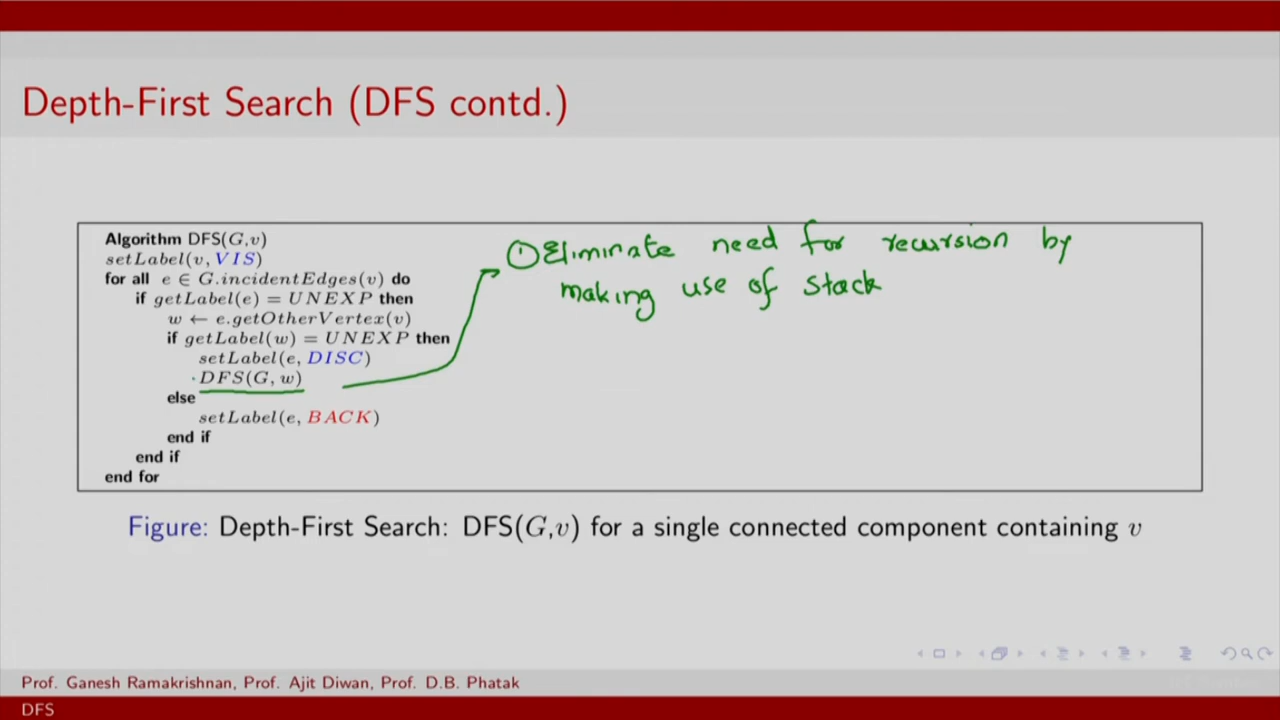 Depth-First Search (DFS contd.)
Algorithm DFS(G,v)
setLabel(v, VIS)
for all e ∈ G.incidentEdges(v) do
if getLabel(e) = UNEXP then
w ← e.getOtherVertex(v)
if getLabel(w) = UNEXP then
setLabel(e, DISC)
DFS(G, w)
else
setLabel(e, BACK)
end if
end if
end for
① Eliminate need for recursion by
making use of stack
Figure: Depth-First Search: DFS(G,v) for a single connected component containing v
Prof. Ganesh Ramakrishnan, Prof. Ajit Diwan, Prof. D.B. Phatak
DFS